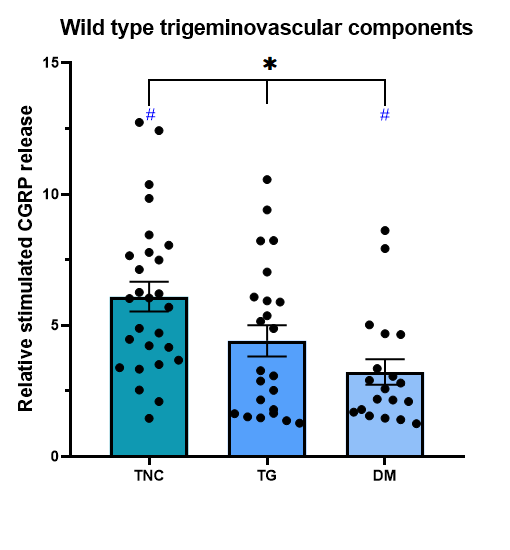 Wild type trigeminovascular components
Relative stimulated CGRP release
15
10
5
0
*
# #
TNC TG DM